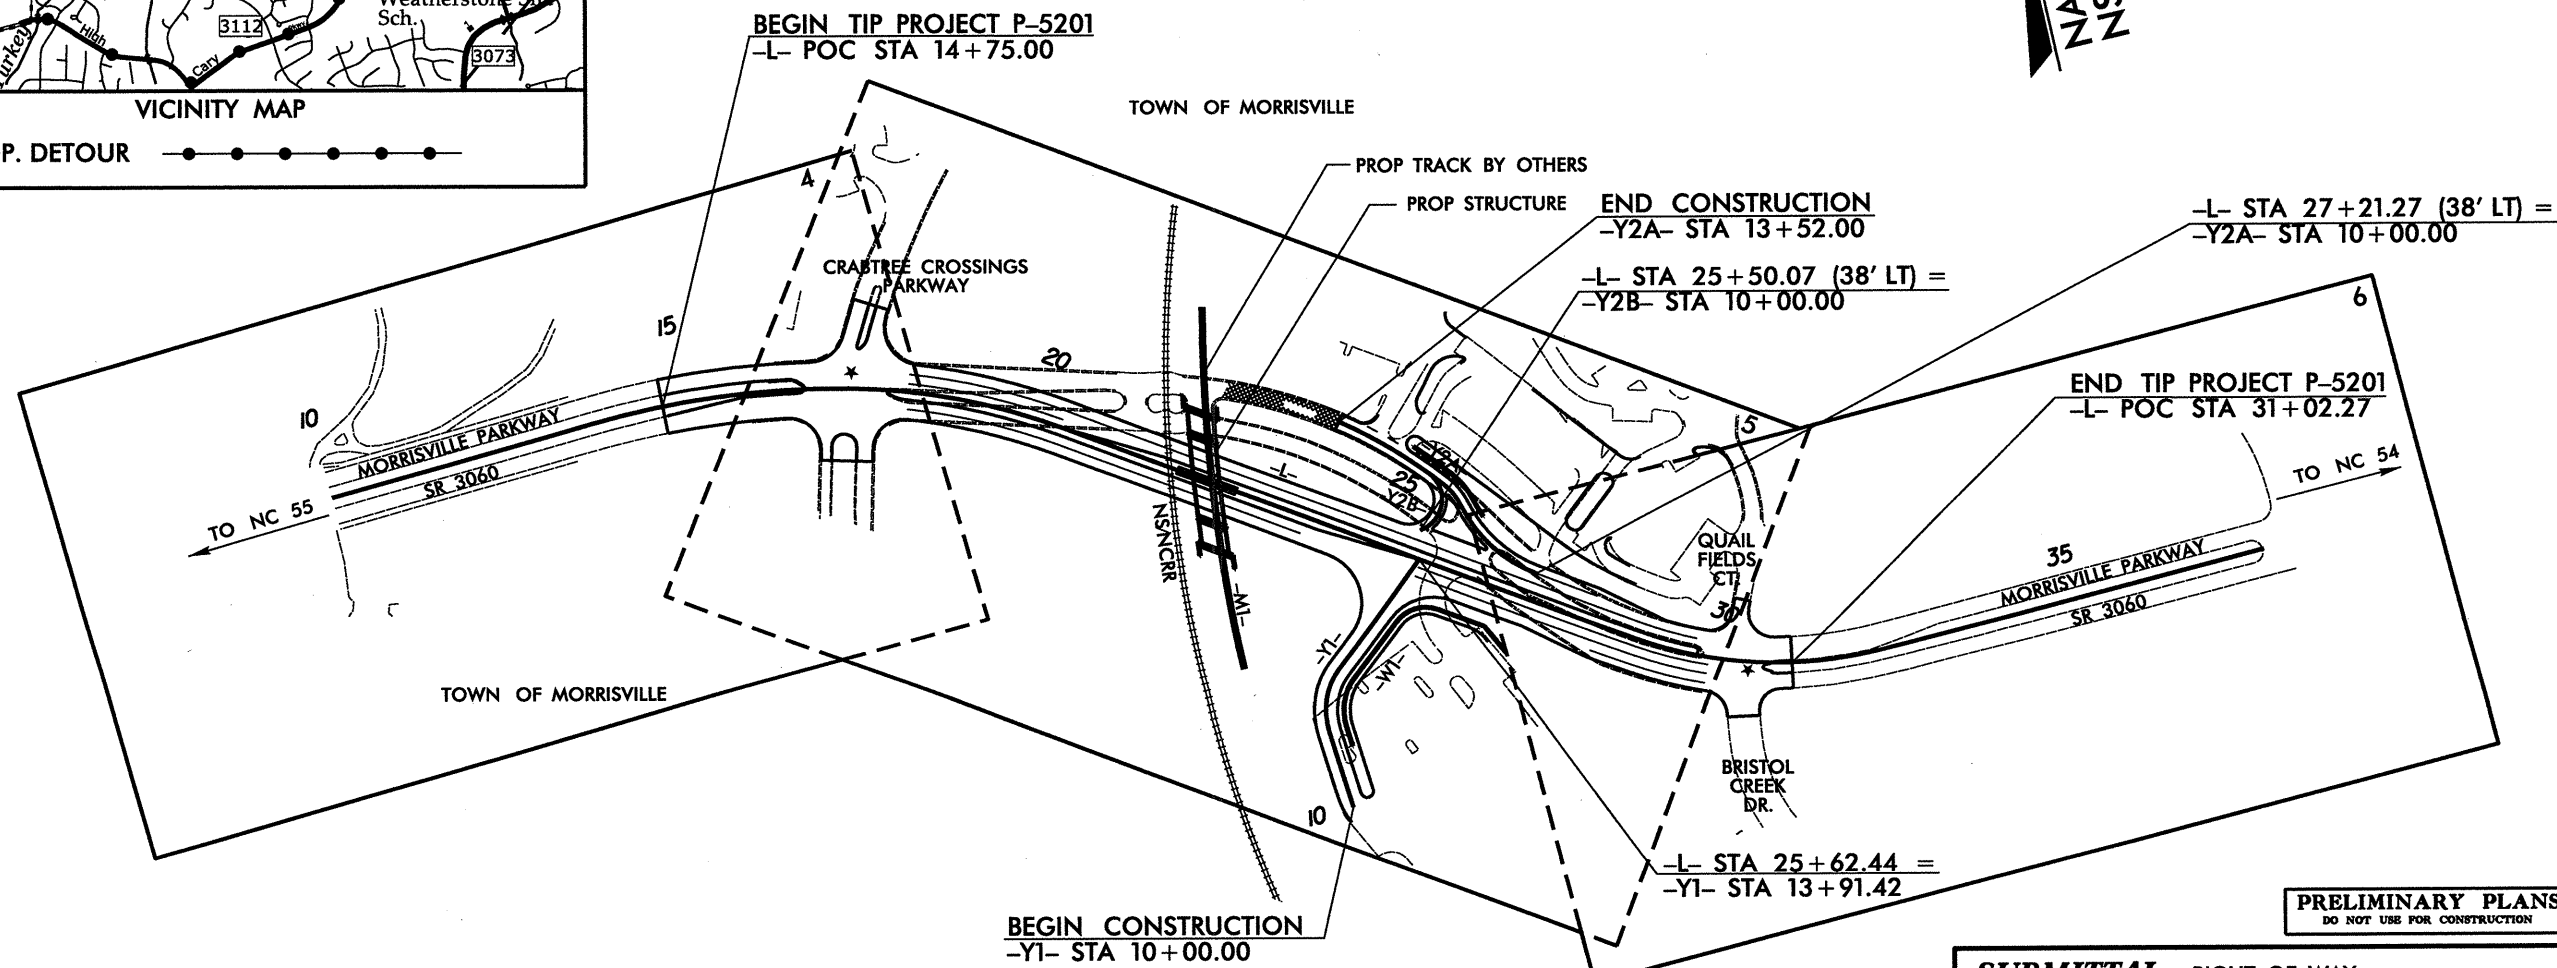 Weatherstone
Sch.
3112
High
Cary
3073
VICINITY MAP
P. DETOUR
BEGIN TIP PROJECT P-5201
-L- POC STA 14+75.00
TOWN OF MORRISVILLE
PROP TRACK BY OTHERS
PROP STRUCTURE
END CONSTRUCTION
-Y2A- STA 13+52.00
-L- STA 27+21.27 (38' LT) =
-Y2A- STA 10+00.00
-L- STA 25+50.07 (38' LT) =
-Y2B- STA 10+00.00
4
CRABTREE CROSSINGS
PARKWAY
15
20
6
END TIP PROJECT P-5201
-L- POC STA 31+02.27
10
MORRISVILLE PARKWAY
SR 3060
TO NC 55
5
-L-
Y2A
25
Y2B
TO NC 54
NS/NCRR
-M1-
QUAIL
FIELDS
CT.
30
35
MORRISVILLE PARKWAY
SR 3060
-Y1-
-W1-
TOWN OF MORRISVILLE
BRISTOL
CREEK
DR.
10
-L- STA 25+62.44 =
-Y1- STA 13+91.42
BEGIN CONSTRUCTION
-Y1- STA 10+00.00
PRELIMINARY PLANS
DO NOT USE FOR CONSTRUCTION